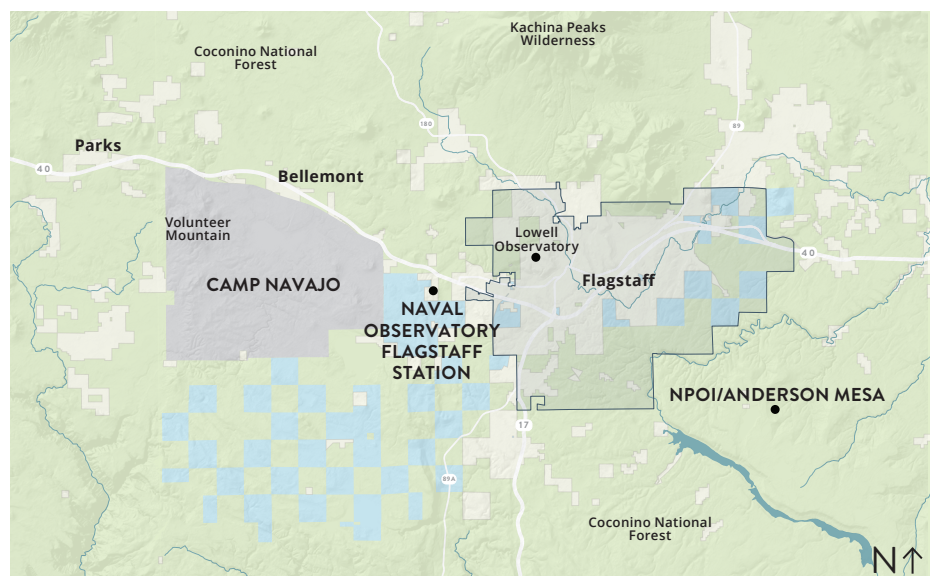 Kachina Peaks
Wilderness
Coconino National
Forest
180
89
Parks
40
Bellemont
Volunteer
Mountain
Lowell
Observatory
40
CAMP NAVAJO
Flagstaff
NAVAL
OBSERVATORY
FLAGSTAFF
STATION
NPOI/ANDERSON MESA
17
89A
Coconino National
Forest
N↑